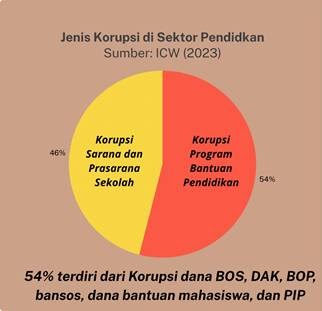 Jenis Korupsi di Sektor Pendidkan
Sumber: ICW (2023)
46%
Korupsi
Sarana dan
Prasarana
Sekolah
Korupsi
Program
Bantuan
Pendidikan
54%
54% terdiri dari Korupsi dana BOS, DAK, BOP,
bansos, dana bantuan mahasiswa, dan PIP